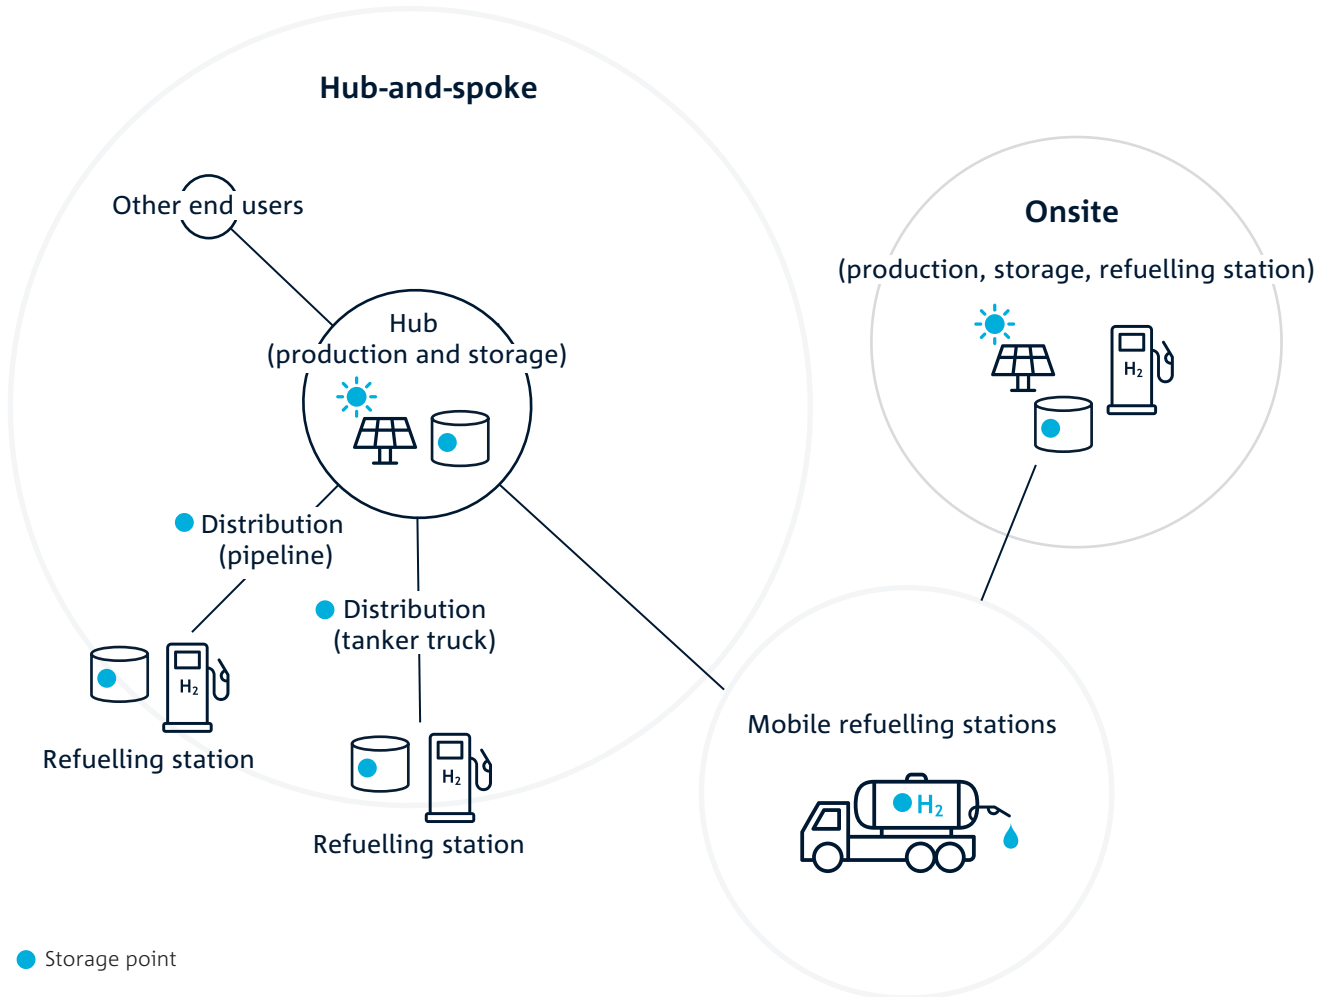 Hub-and-spoke
Other end users
Hub
(production and storage)
Distribution
(pipeline)
Distribution
(tanker truck)
H₂
Refuelling station
H₂
Refuelling station
Onsite
(production, storage, refuelling station)
H₂
Mobile refuelling stations
H₂
Storage point